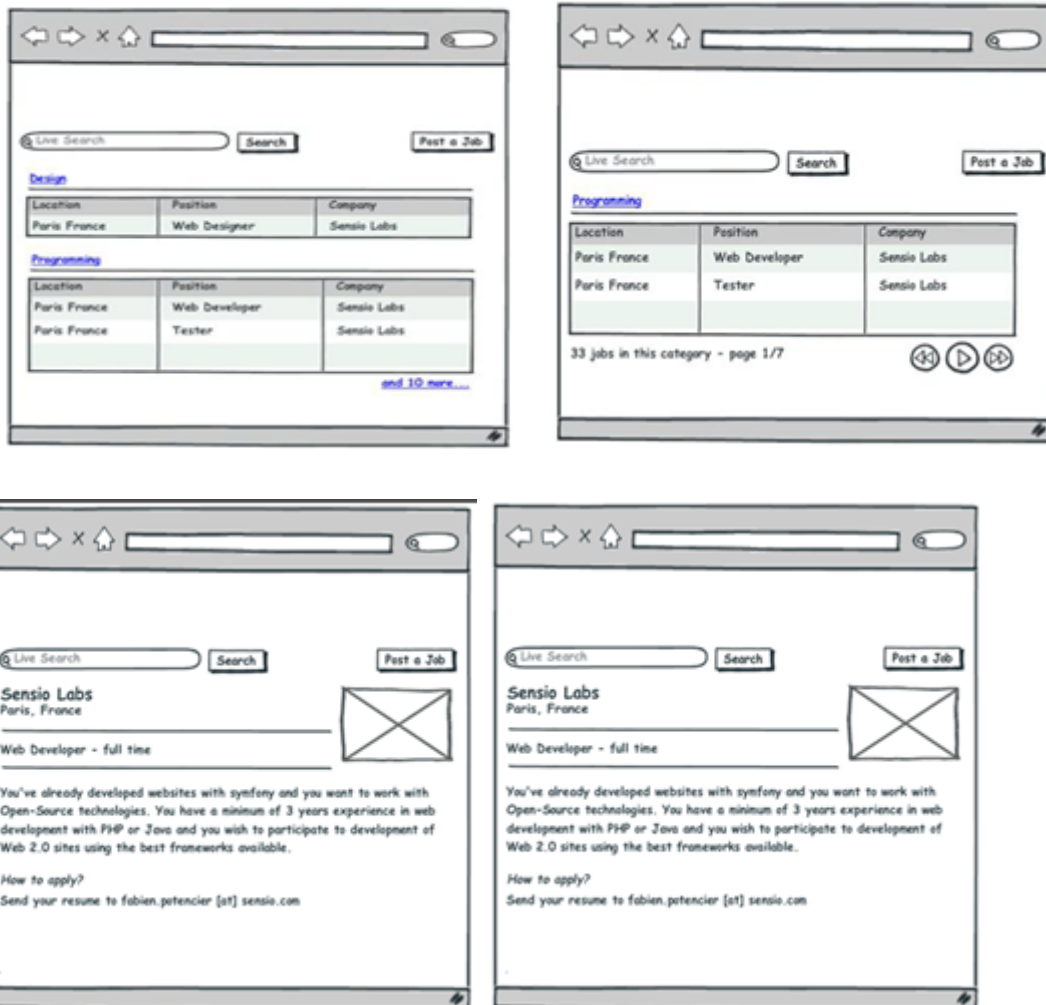 Live Search Search Post a Job
Design
Location Position Company
Paris France Web Designer Sensio Labs
Programming
Location Position Company
Paris France Web Developer Sensio Labs
Paris France Tester Sensio Labs
and 10 more...
Live Search Search Post a Job
Programming
Location Position Company
Paris France Web Developer Sensio Labs
Paris France Tester Sensio Labs
33 jobs in this category - page 1/7
Live Search Search Post a Job
Sensio Labs
Paris, France
Web Developer - full time
You've already developed websites with symfony and you want to work with
Open-Source technologies. You have a minimum of 3 years experience in web
development with PHP or Java and you wish to participate to development of
Web 2.0 sites using the best frameworks available.
How to apply?
Send your resume to fabien.potencier [at] sensio.com
Live Search Search Post a Job
Sensio Labs
Paris, France
Web Developer - full time
You've already developed websites with symfony and you want to work with
Open-Source technologies. You have a minimum of 3 years experience in web
development with PHP or Java and you wish to participate to development of
Web 2.0 sites using the best frameworks available.
How to apply?
Send your resume to fabien.potencier [at] sensio.com